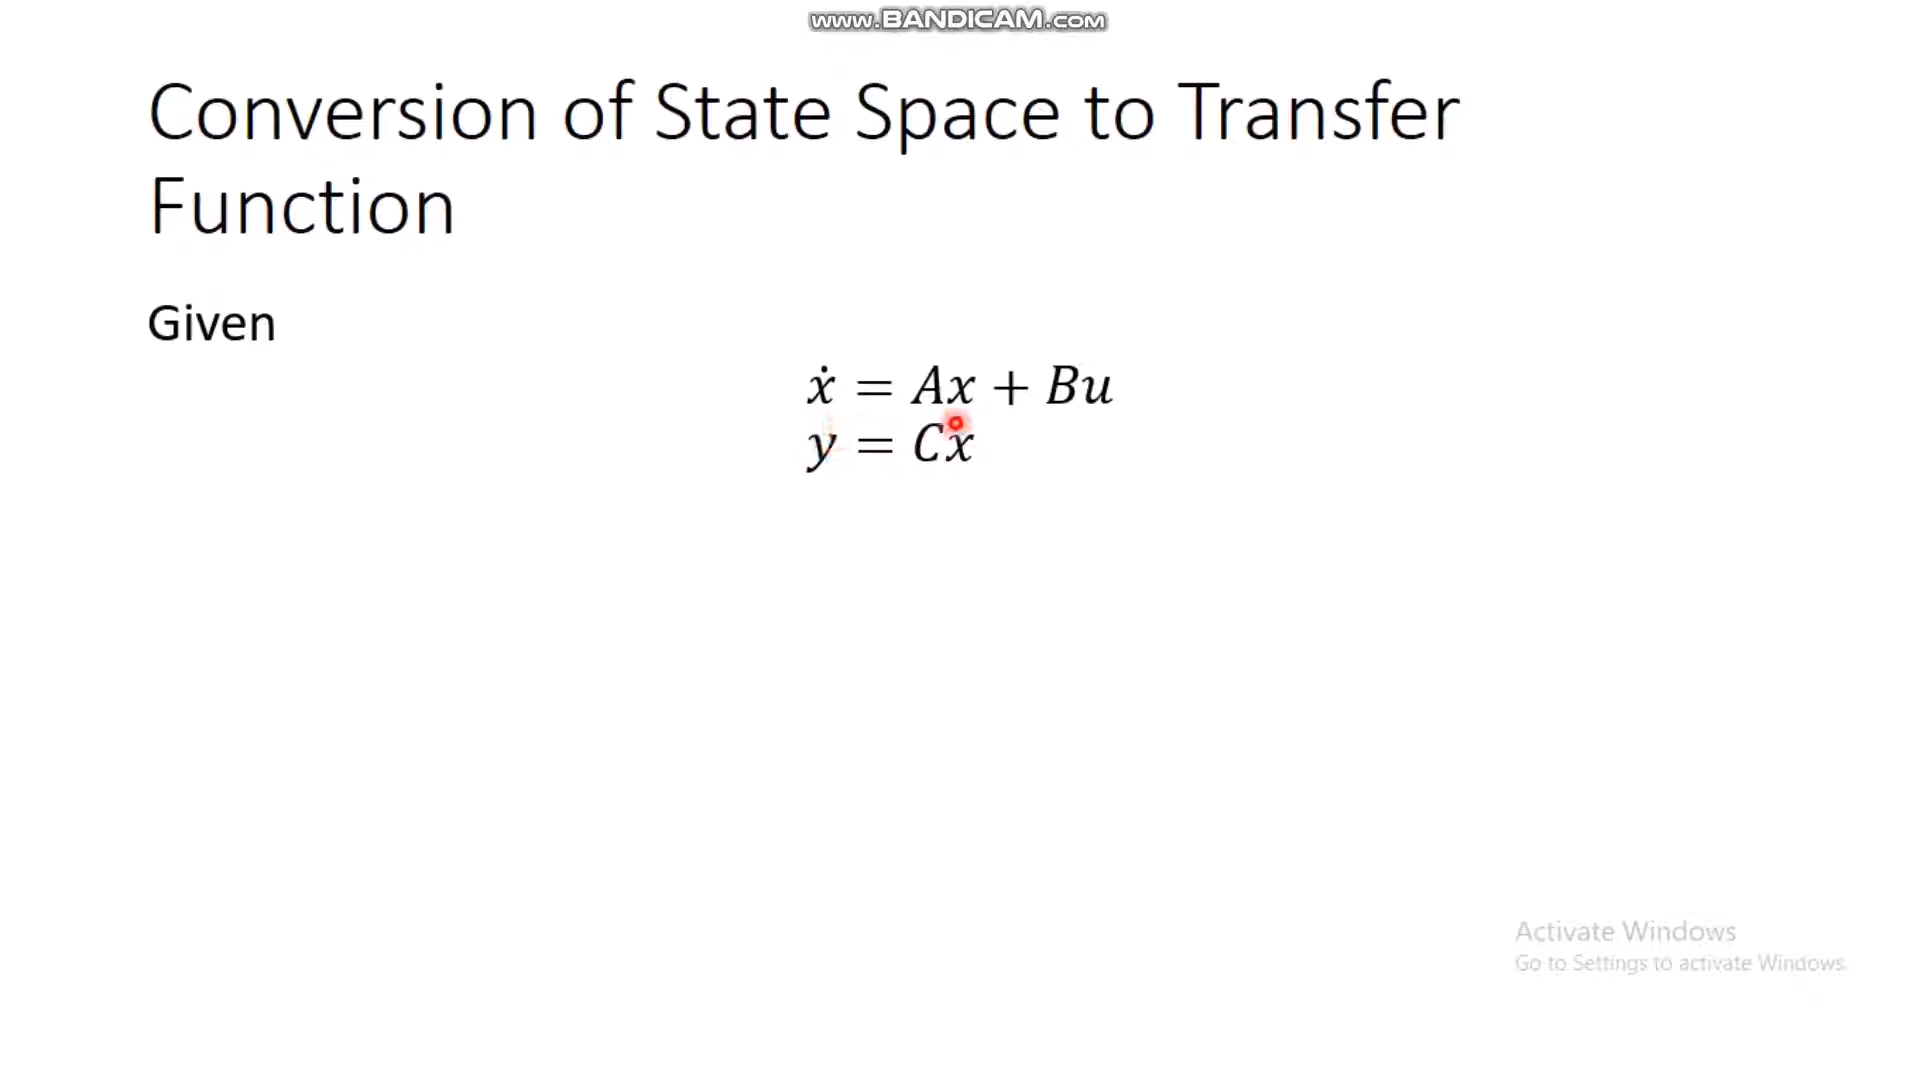 www.BANDICAM.com
Conversion of State Space to Transfer
Function
Given
ẋ = Ax + Bu
y = Cx
Activate Windows
Go to Settings to activate Windows.